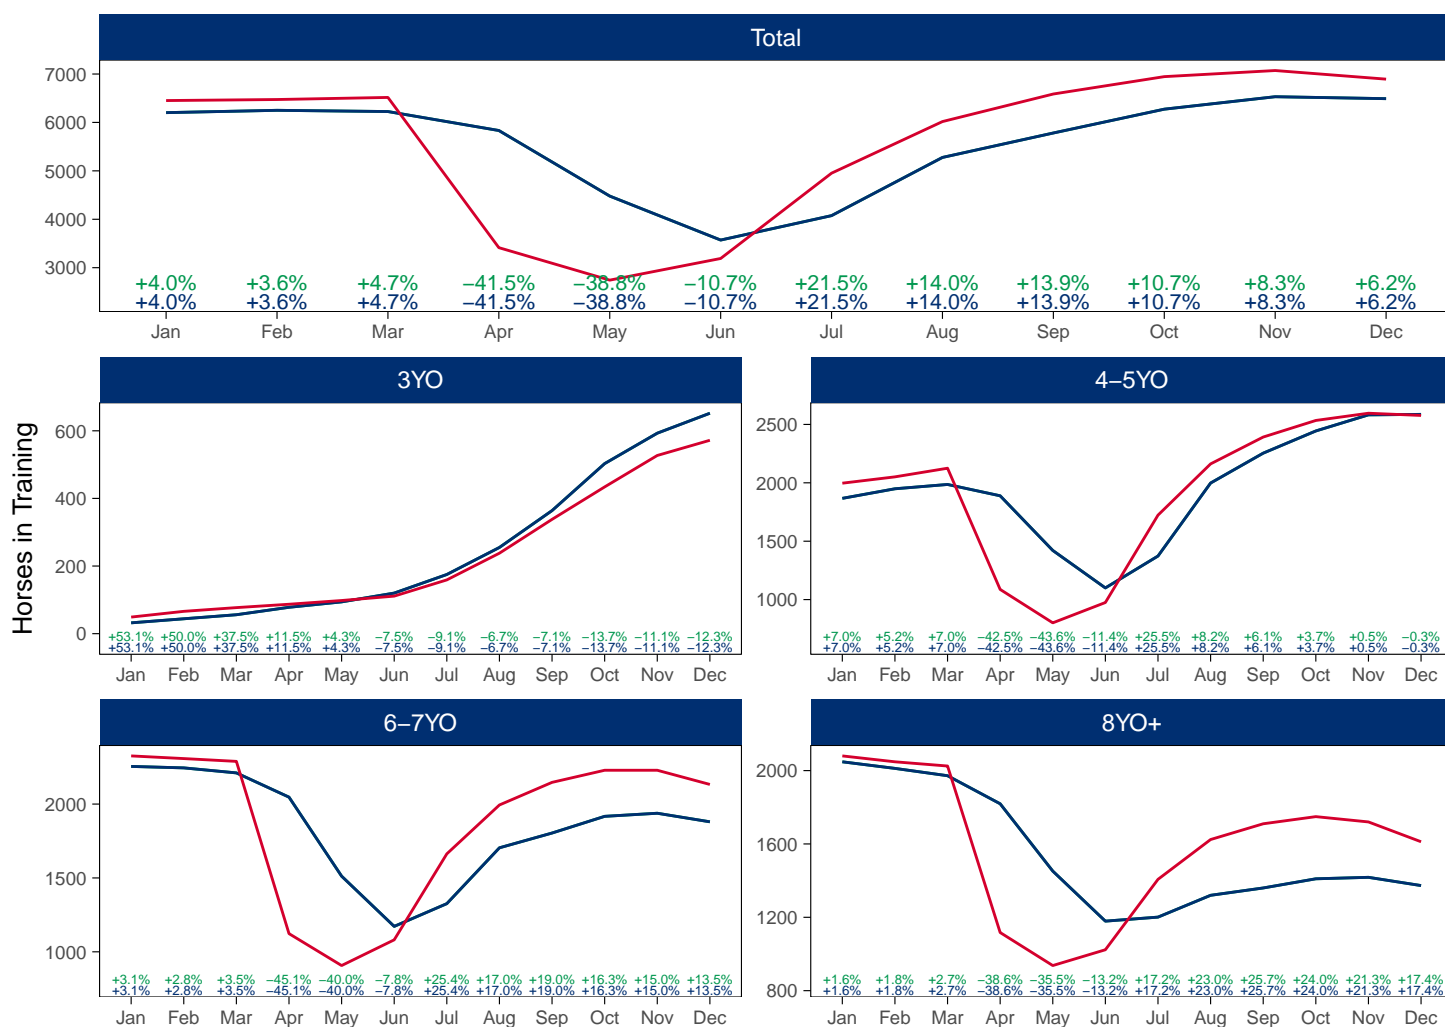 Total
7000
6000
5000
4000
3000
+4.0% +3.6% +4.7% −41.5% −38.8% −10.7% +21.5% +14.0% +13.9% +10.7% +8.3% +6.2%
+4.0% +3.6% +4.7% −41.5% −38.8% −10.7% +21.5% +14.0% +13.9% +10.7% +8.3% +6.2%
Jan Feb Mar Apr May Jun Jul Aug Sep Oct Nov Dec
Horses in Training
3YO
600
400
200
0
+53.1% +50.0% +37.5% +11.5% +4.3% −7.5% −9.1% −6.7% −7.1% −13.7% −11.1% −12.3%
+53.1% +50.0% +37.5% +11.5% +4.3% −7.5% −9.1% −6.7% −7.1% −13.7% −11.1% −12.3%
Jan Feb Mar Apr May Jun Jul Aug Sep Oct Nov Dec
4−5YO
2500
2000
1500
1000
+7.0% +5.2% +7.0% −42.5% −43.6% −11.4% +25.5% +8.2% +6.1% +3.7% +0.5% −0.3%
+7.0% +5.2% +7.0% −42.5% −43.6% −11.4% +25.5% +8.2% +6.1% +3.7% +0.5% −0.3%
Jan Feb Mar Apr May Jun Jul Aug Sep Oct Nov Dec
6−7YO
2000
1500
1000
+3.1% +2.8% +3.5% −45.1% −40.0% −7.8% +25.4% +17.0% +19.0% +16.3% +15.0% +13.5%
+3.1% +2.8% +3.5% −45.1% −40.0% −7.8% +25.4% +17.0% +19.0% +16.3% +15.0% +13.5%
Jan Feb Mar Apr May Jun Jul Aug Sep Oct Nov Dec
8YO+
2000
1600
1200
800
+1.6% +1.8% +2.7% −38.6% −35.5% −13.2% +17.2% +23.0% +25.7% +24.0% +21.3% +17.4%
+1.6% +1.8% +2.7% −38.6% −35.5% −13.2% +17.2% +23.0% +25.7% +24.0% +21.3% +17.4%
Jan Feb Mar Apr May Jun Jul Aug Sep Oct Nov Dec